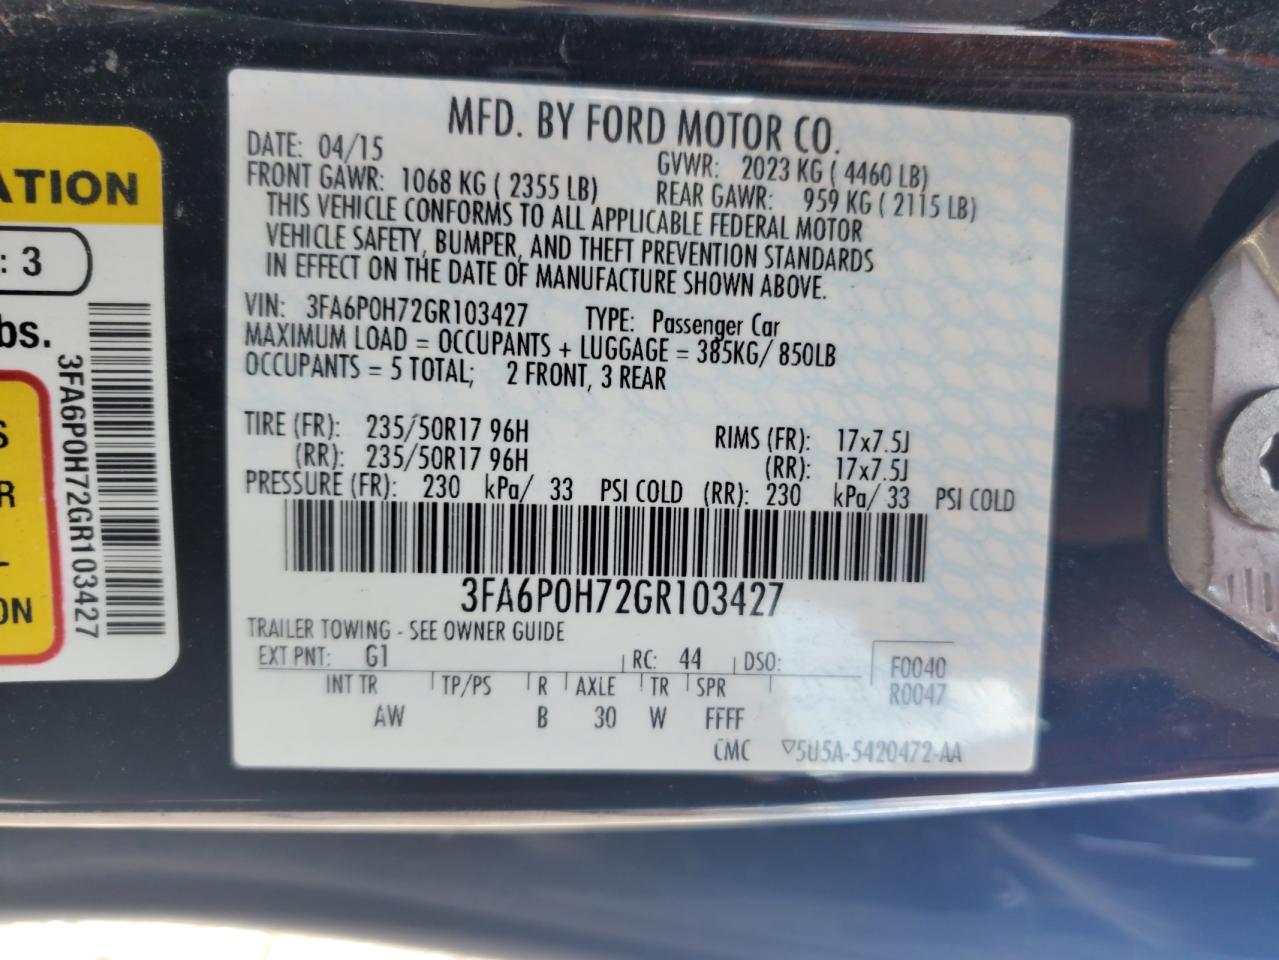 MFD. BY FORD MOTOR CO.
DATE: 04/15 GVWR: 2023 KG ( 4460 LB)
FRONT GAWR: 1068 KG ( 2355 LB) REAR GAWR: 959 KG ( 2115 LB)
THIS VEHICLE CONFORMS TO ALL APPLICABLE FEDERAL MOTOR
VEHICLE SAFETY, BUMPER, AND THEFT PREVENTION STANDARDS
IN EFFECT ON THE DATE OF MANUFACTURE SHOWN ABOVE.
VIN: 3FA6P0H72GR103427 TYPE: Passenger Car
MAXIMUM LOAD = OCCUPANTS + LUGGAGE = 385KG/ 850LB
OCCUPANTS = 5 TOTAL; 2 FRONT, 3 REAR
TIRE (FR): 235/50R17 96H RIMS (FR): 17x7.5J
(RR): 235/50R17 96H (RR): 17x7.5J
PRESSURE (FR): 230 kPa/ 33 PSI COLD (RR): 230 kPa/ 33 PSI COLD
3FA6P0H72GR103427
TRAILER TOWING - SEE OWNER GUIDE
EXT PNT: G1 RC: 44 DSO: F0040
R0047
INT TR TP/PS R AXLE TR SPR
AW B 30 W FFFF
CMC ▽5U5A-5420472-AA
ATION
: 3
bs.
3FA6P0H72GR103427
S
R
L
ON